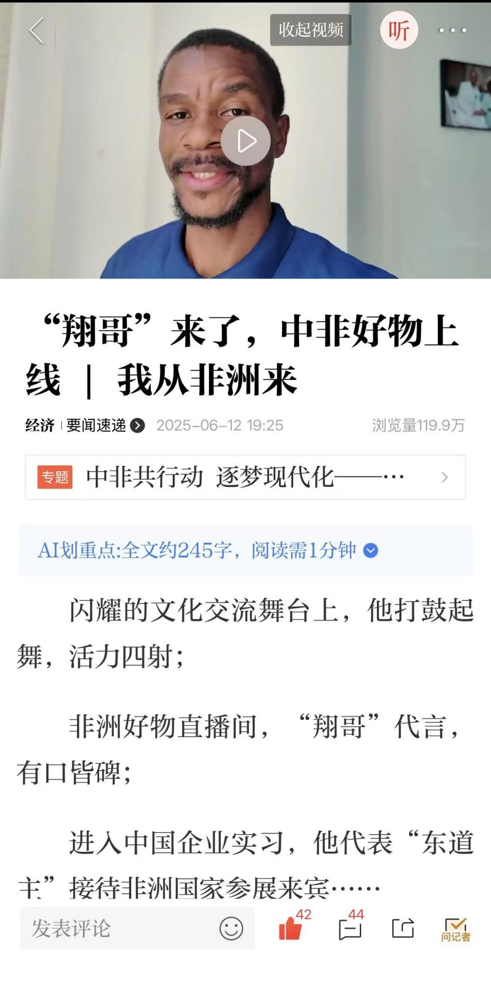 收起视频
听
“翔哥”来了，中非好物上
线 | 我从非洲来
经济 | 要闻速递 2025-06-12 19:25 浏览量119.9万
专题 中非共行动 逐梦现代化——…
AI划重点:全文约245字，阅读需1分钟
闪耀的文化交流舞台上，他打鼓起
舞，活力四射；
非洲好物直播间，“翔哥”代言，
有口皆碑；
进入中国企业实习，他代表“东道
主”接待非洲国家参展来宾……
发表评论 42 44 问记者